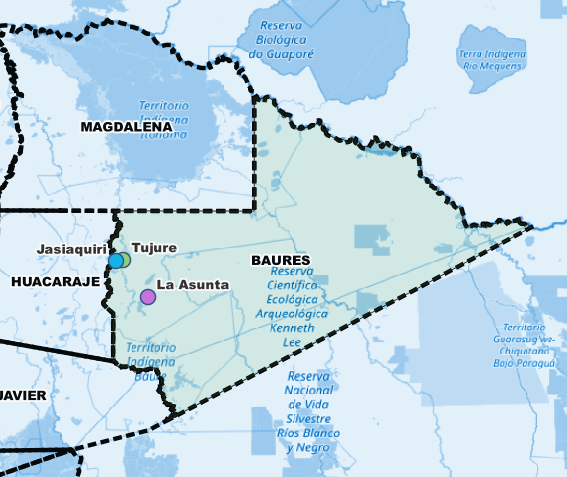 Reserva
Biológica
do Guaporé
Terra Indígena
Rio Mequens
Territorio
Indígena
Itonama
MAGDALENA
Jasiaquiri
Tujure
BAURES
HUACARAJE
La Asunta
Reserva
Científica
Ecológica
Arqueológica
Kenneth
Lee
Territorio
Indígena
Baure
Territorio
Guarasug'we-
Chiquitano
Bajo Paraguá
Reserva
Nacional
de Vida
Silvestre
Ríos Blanco
y Negro
JAVIER